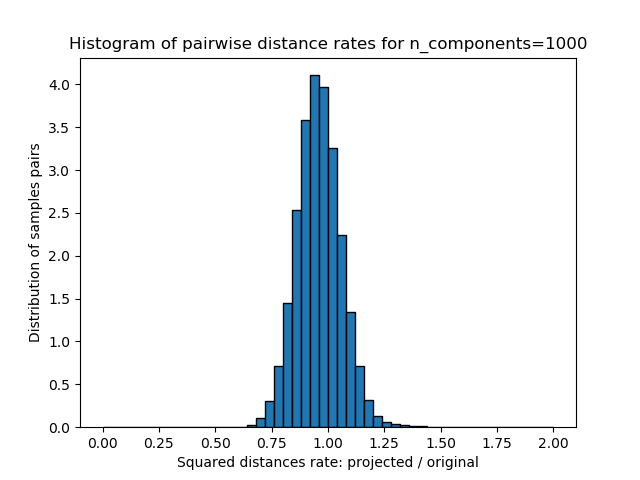 Histogram of pairwise distance rates for n_components=1000
Distribution of samples pairs
4.0
3.5
3.0
2.5
2.0
1.5
1.0
0.5
0.0
0.00 0.25 0.50 0.75 1.00 1.25 1.50 1.75 2.00
Squared distances rate: projected / original